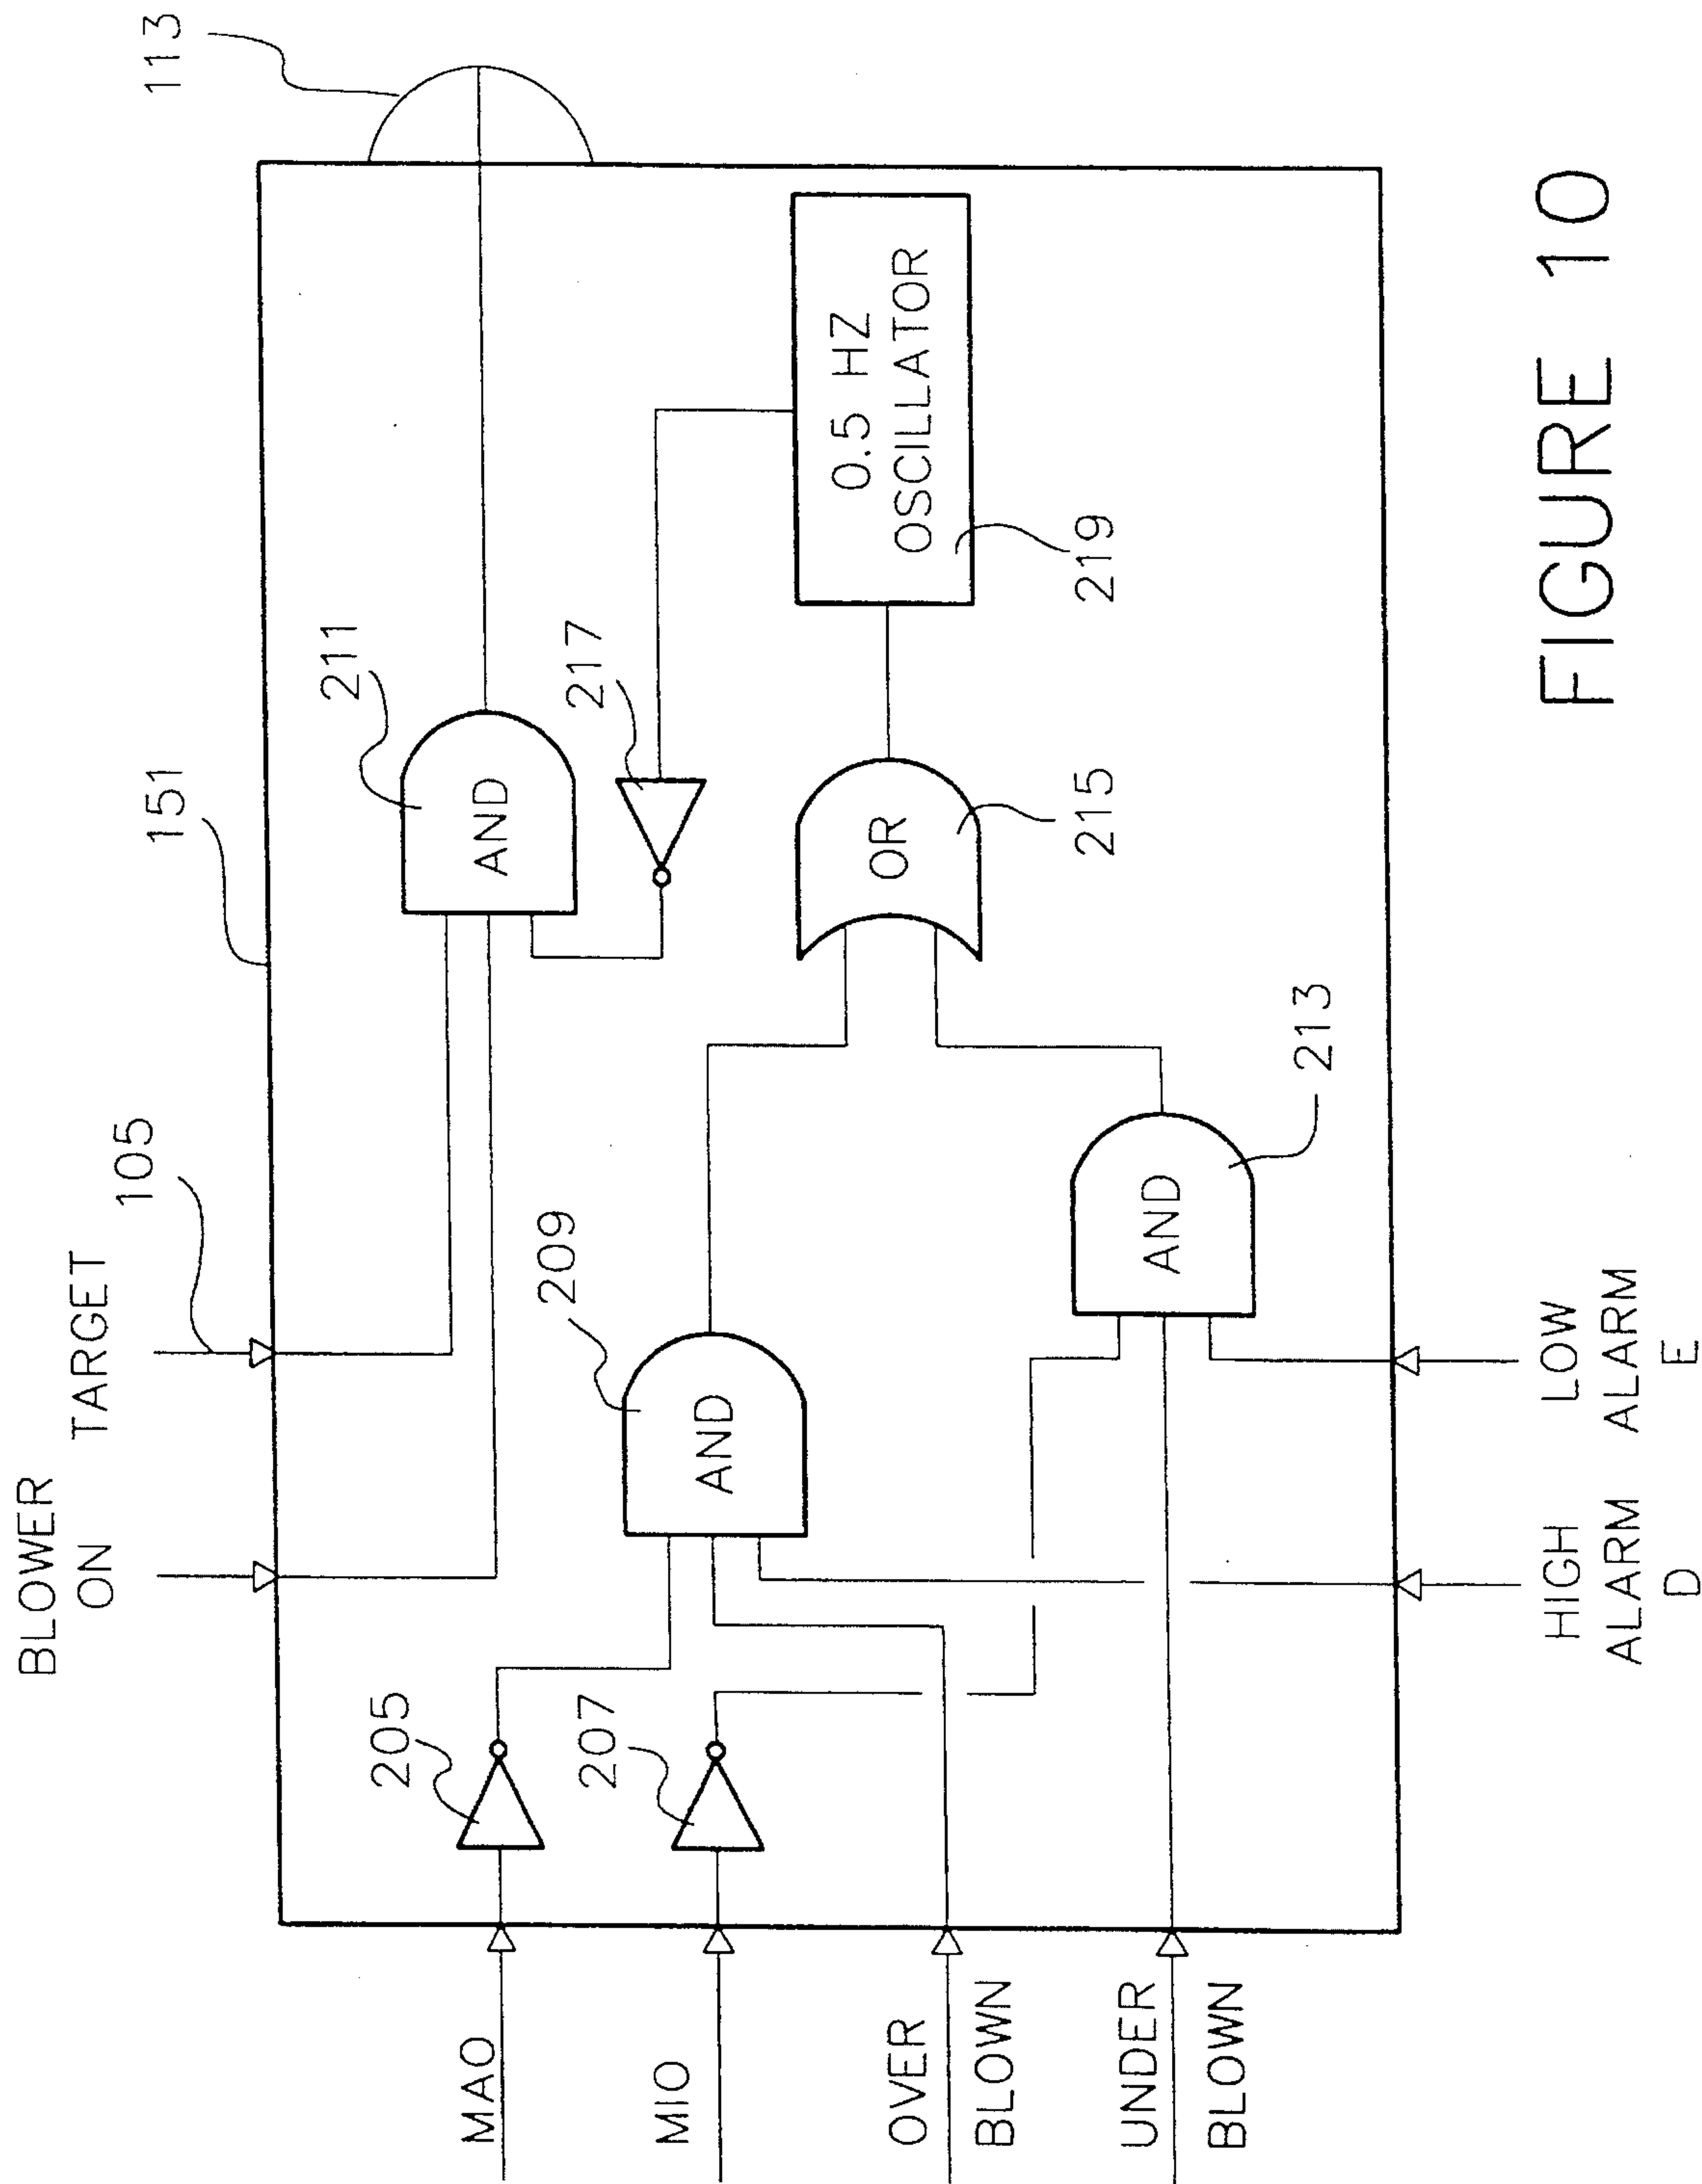 BLOWER
ON
TARGET
105
151
113
MAO
MIO
OVER
BLOWN
UNDER
BLOWN
205
207
209
AND
211
AND
217
213
AND
215
OR
0.5 HZ
OSCILLATOR
219
HIGH
ALARM
D
LOW
ALARM
E
FIGURE 10